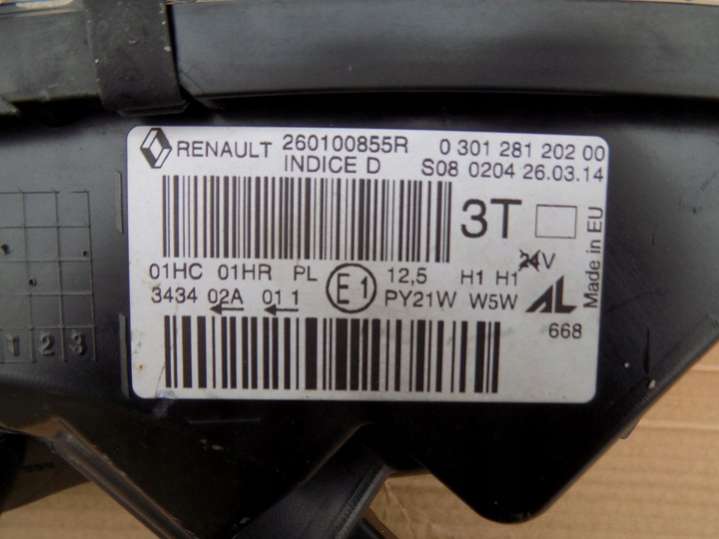 RENAULT 260100855R 0 301 281 202 00
INDICE D S08 0204 26.03.14
3T
01HC 01HR PL E1 12,5 H1 H1 24V
3434 02A 01 1 PY21W W5W AL
668
Made in EU
1 2 3